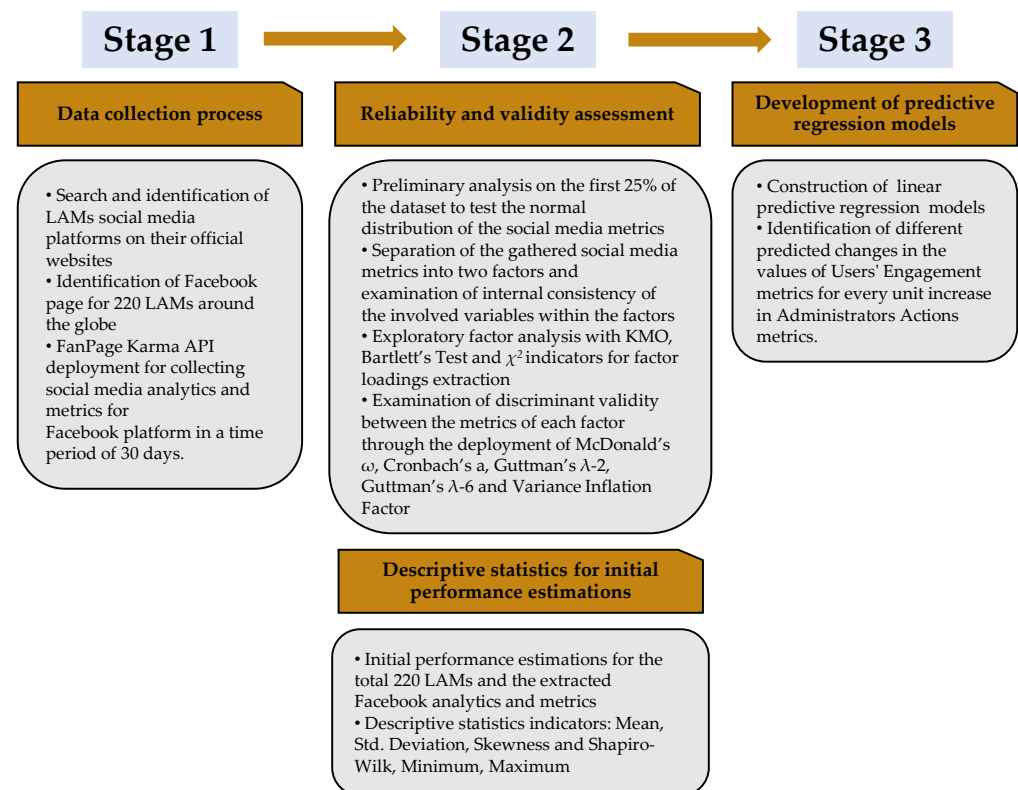 Stage 1
Stage 2
Stage 3
Data collection process
• Search and identification of
LAMs social media
platforms on their official
websites
• Identification of Facebook
page for 220 LAMs around
the globe
• FanPage Karma API
deployment for collecting
social media analytics and
metrics for
Facebook platform in a time
period of 30 days.
Reliability and validity assessment
• Preliminary analysis on the first 25% of
the dataset to test the normal
distribution of the social media metrics
• Separation of the gathered social media
metrics into two factors and
examination of internal consistency of
the involved variables within the factors
• Exploratory factor analysis with KMO,
Bartlett's Test and χ² indicators for factor
loadings extraction
• Examination of discriminant validity
between the metrics of each factor
through the deployment of McDonald's
ω, Cronbach's a, Guttman's λ-2,
Guttman's λ-6 and Variance Inflation
Factor
Descriptive statistics for initial
performance estimations
• Initial performance estimations for the
total 220 LAMs and the extracted
Facebook analytics and metrics
• Descriptive statistics indicators: Mean,
Std. Deviation, Skewness and Shapiro-
Wilk, Minimum, Maximum
Development of predictive
regression models
• Construction of linear
predictive regression models
• Identification of different
predicted changes in the
values of Users' Engagement
metrics for every unit increase
in Administrators Actions
metrics.